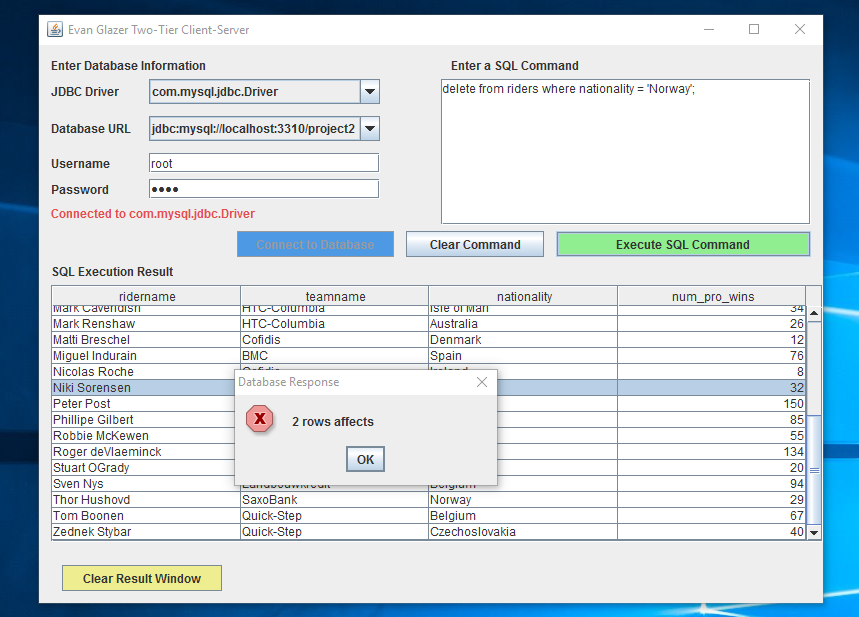 Evan Glazer Two-Tier Client-Server
Enter Database Information
Enter a SQL Command
JDBC Driver com.mysql.jdbc.Driver
delete from riders where nationality = 'Norway';
Database URL jdbc:mysql://localhost:3310/project2
Username root
Password ••••
Connected to com.mysql.jdbc.Driver
Connect to Database Clear Command Execute SQL Command
SQL Execution Result
ridername teamname nationality num_pro_wins
Mark Cavendish HTC-Columbia Isle of Man 34
Mark Renshaw HTC-Columbia Australia 26
Matti Breschel Cofidis Denmark 12
Miguel Indurain BMC Spain 76
Nicolas Roche Cofidis Ireland 8
Niki Sorensen 32
Database Response
Peter Post 150
Phillipe Gilbert 85
2 rows affects
Robbie McKewen 55
Roger deVlaeminck 134
OK
Stuart OGrady 20
Sven Nys Landbouwkredit Belgium 94
Thor Hushovd SaxoBank Norway 29
Tom Boonen Quick-Step Belgium 67
Zednek Stybar Quick-Step Czechoslovakia 40
Clear Result Window